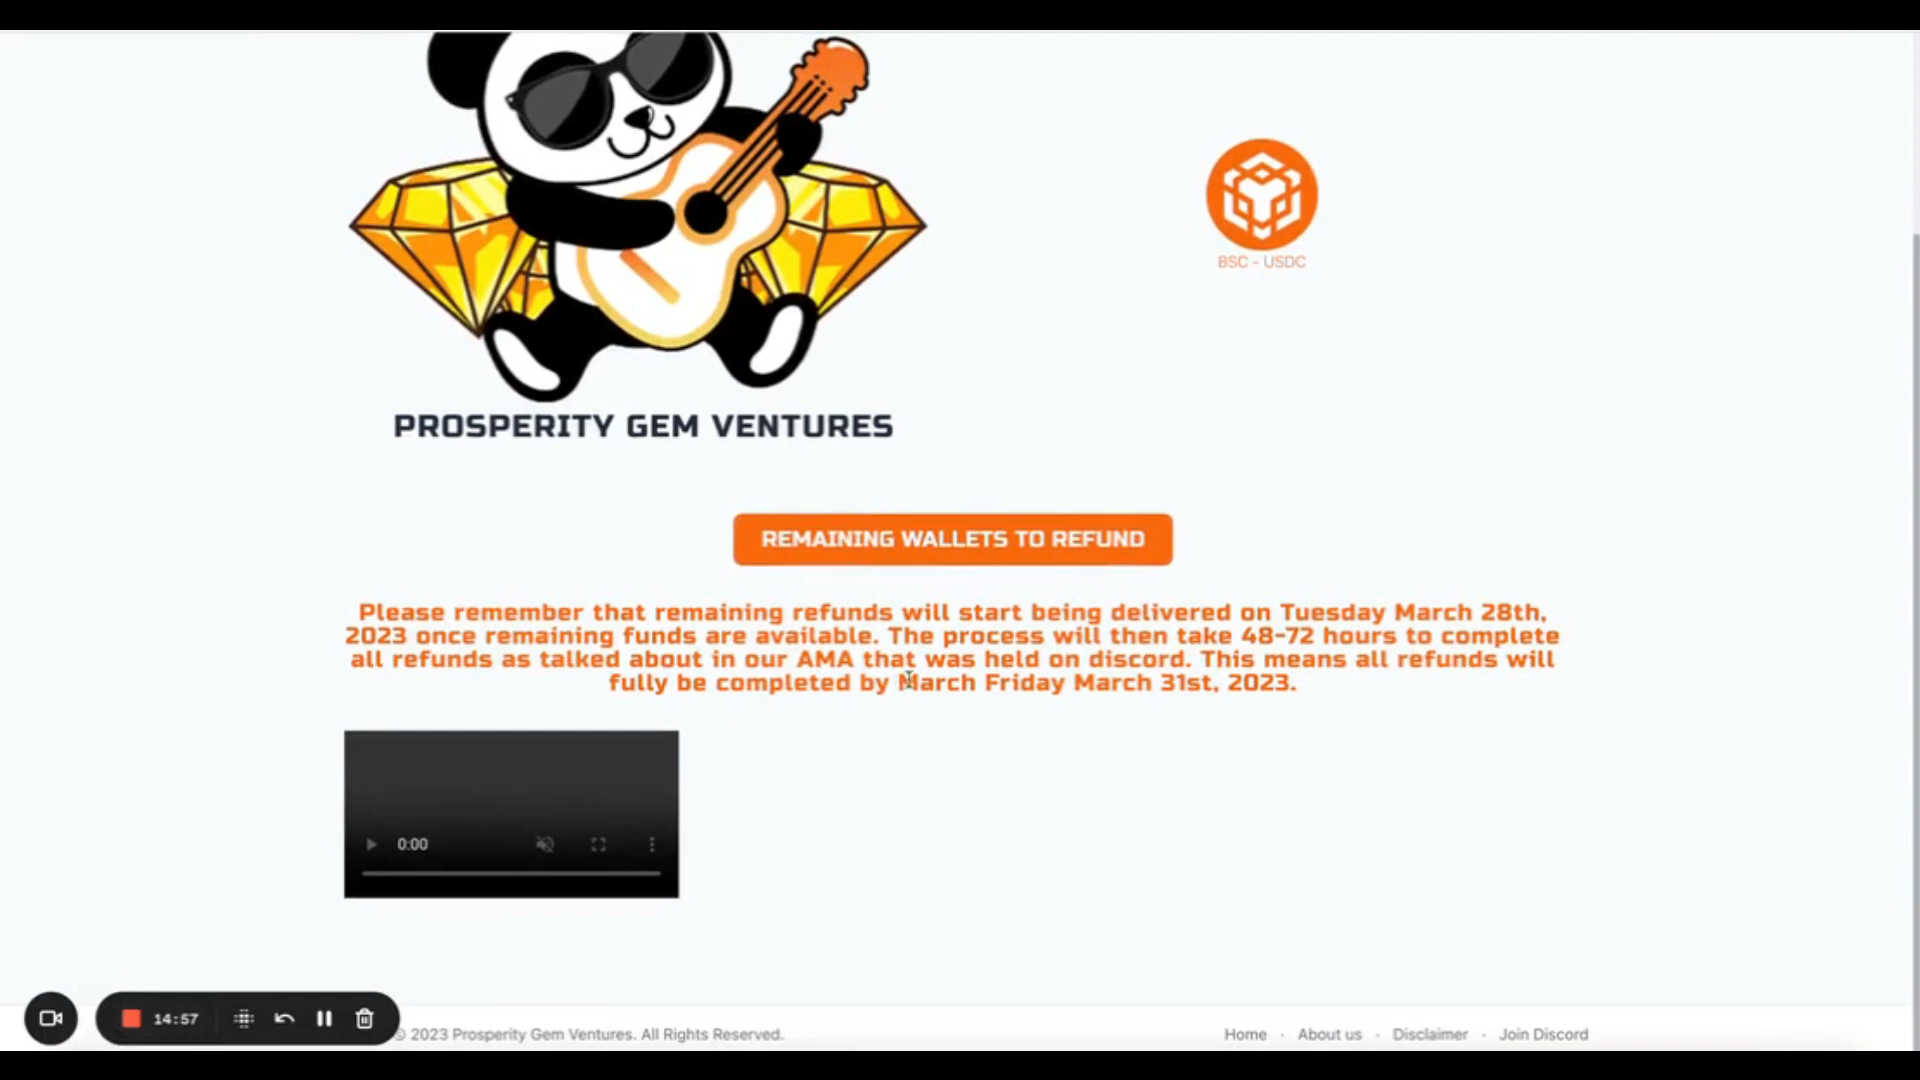 BSC - USDC
PROSPERITY GEM VENTURES
REMAINING WALLETS TO REFUND
Please remember that remaining refunds will start being delivered on Tuesday March 28th,
2023 once remaining funds are available. The process will then take 48-72 hours to complete
all refunds as talked about in our AMA that was held on discord. This means all refunds will
fully be completed by March Friday March 31st, 2023.
0:00
14:57
© 2023 Prosperity Gem Ventures. All Rights Reserved.
Home - About us - Disclaimer - Join Discord